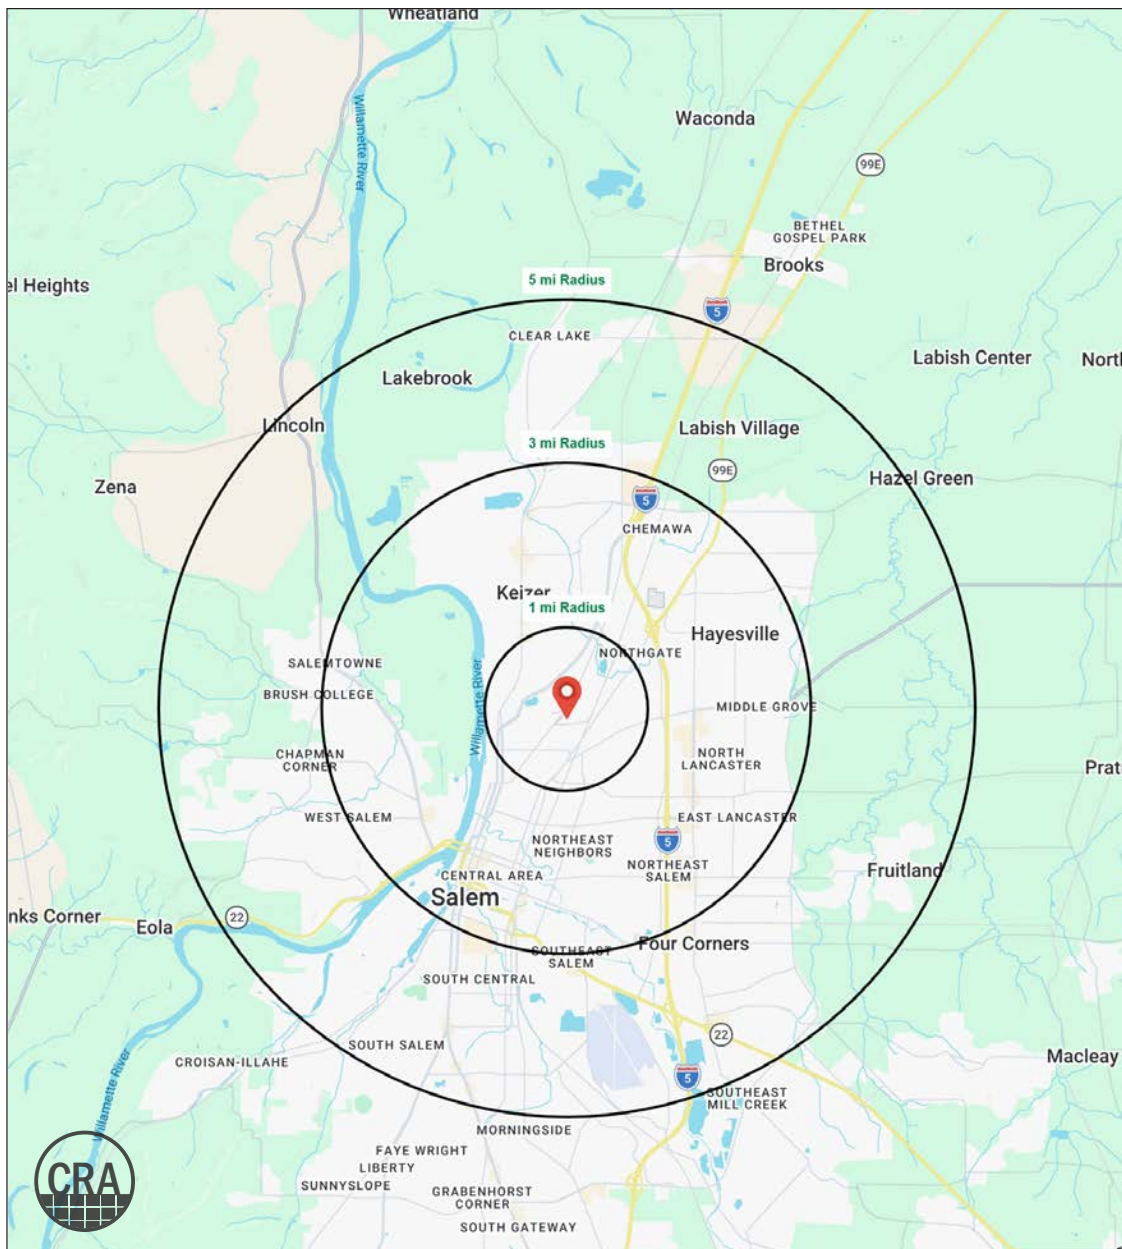 Wheatland
Willamette River
Waconda
99E
BETHEL
GOSPEL PARK
Brooks
el Heights
5 mi Radius
5
CLEAR LAKE
Labish Center
North
Lakebrook
Lincoln
Labish Village
3 mi Radius
99E
Hazel Green
Zena
5
CHEMAWA
Keizer
1 mi Radius
Hayesville
NORTHGATE
SALEMTOWNE
BRUSH COLLEGE
Willamette River
MIDDLE GROVE
CHAPMAN
CORNER
NORTH
LANCASTER
Prat
WEST SALEM
EAST LANCASTER
5
NORTHEAST
NEIGHBORS
NORTHEAST
SALEM
Fruitland
CENTRAL AREA
Salem
nks Corner
22
Eola
Four Corners
SOUTHEAST
SALEM
SOUTH CENTRAL
22
SOUTH SALEM
Macleay
CROISAN-ILLAHE
5
SOUTHEAST
MILL CREEK
Willamette River
MORNINGSIDE
FAYE WRIGHT
LIBERTY
SUNNYSLOPE
GRABENHORST
CORNER
SOUTH GATEWAY
CRA